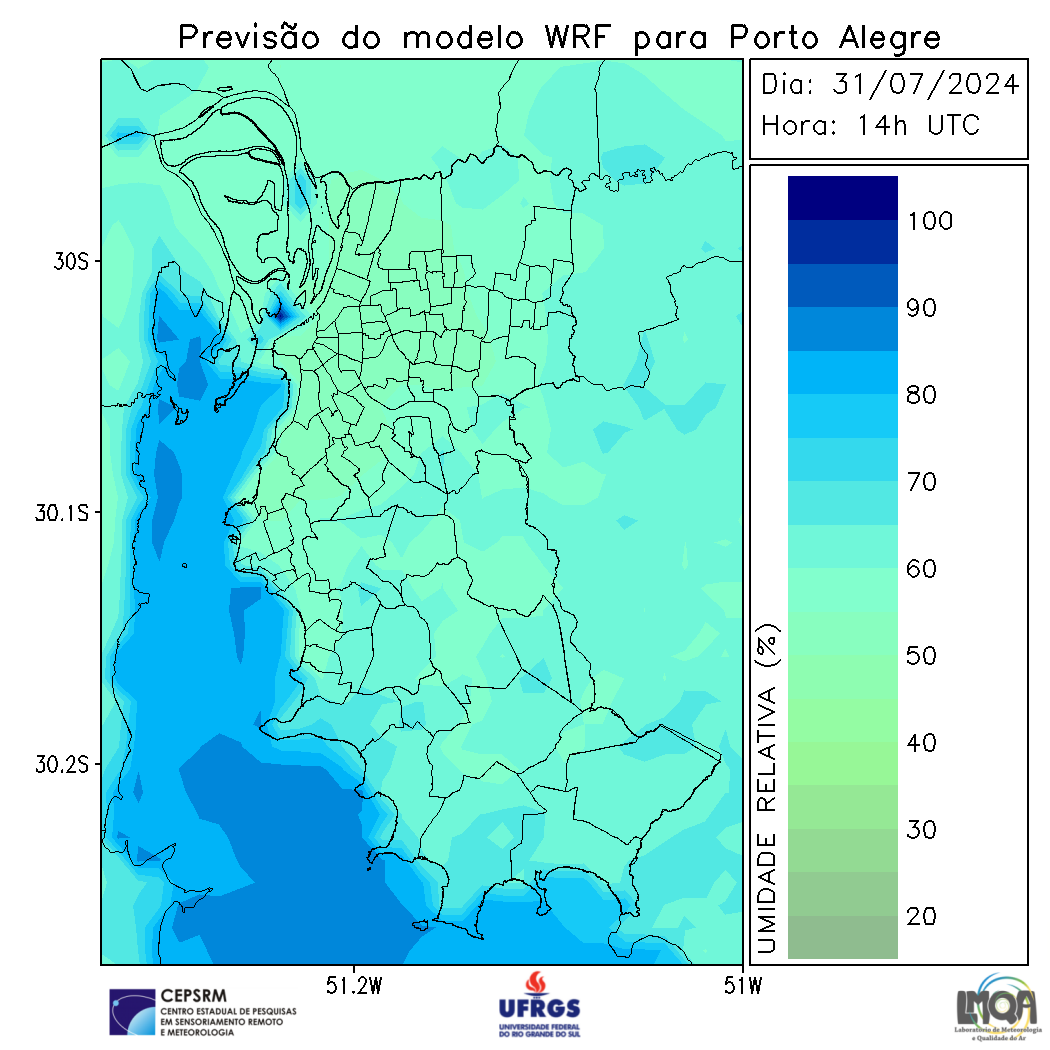 Previsão do modelo WRF para Porto Alegre
Dia: 31/07/2024
Hora: 14h UTC
100
90
80
70
60
50
40
30
20
UMIDADE RELATIVA (%)
30S
30.1S
30.2S
51.2W
51W
CEPSRM
CENTRO ESTADUAL DE PESQUISAS
EM SENSORIAMENTO REMOTO
E METEOROLOGIA
UFRGS
UNIVERSIDADE FEDERAL
DO RIO GRANDE DO SUL
LMQA
Laboratório de Meteorologia
e Qualidade do Ar